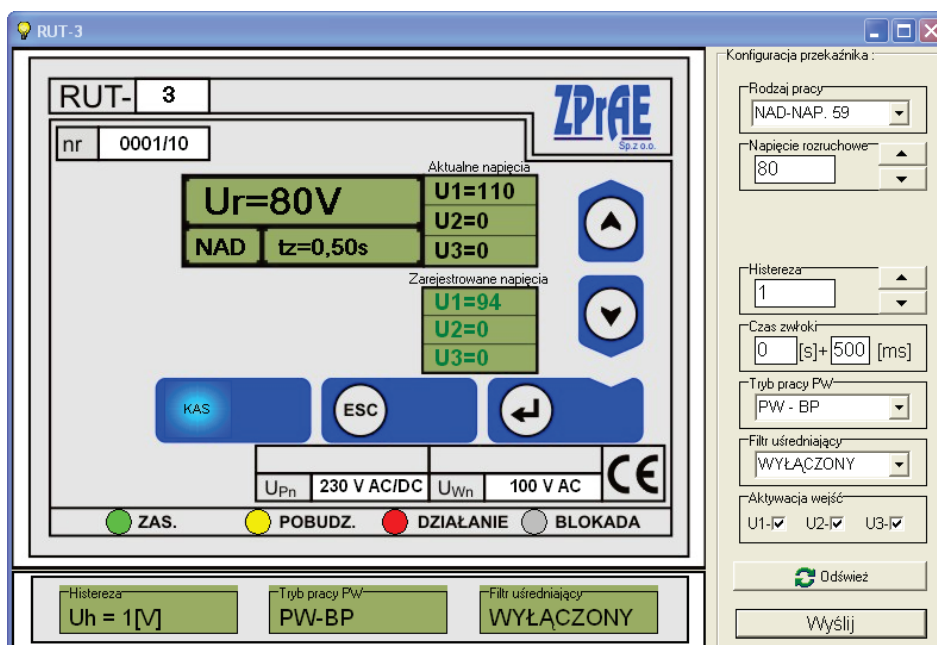 RUT-3
RUT- 3
ZPrAE
Sp.z o.o.
nr 0001/10
Aktualne napięcia
Ur=80V
U1=110
U2=0
NAD tz=0,50s
U3=0
Zarejestrowane napięcia
U1=94
U2=0
U3=0
KAS
ESC
UPn 230 V AC/DC UWn 100 V AC
CE
ZAS. POBUDZ. DZIAŁANIE BLOKADA
Histereza
Uh = 1[V]
Tryb pracy PW
PW-BP
Filtr uśredniający
WYŁĄCZONY
Konfiguracja przekaźnika :
Rodzaj pracy
NAD-NAP. 59
Napięcie rozruchowe
80
Histereza
1
Czas zwłoki
0 [s]+ 500 [ms]
Tryb pracy PW
PW - BP
Filtr uśredniający
WYŁĄCZONY
Aktywacja wejść
U1- U2- U3-
Odśwież
Wyślij